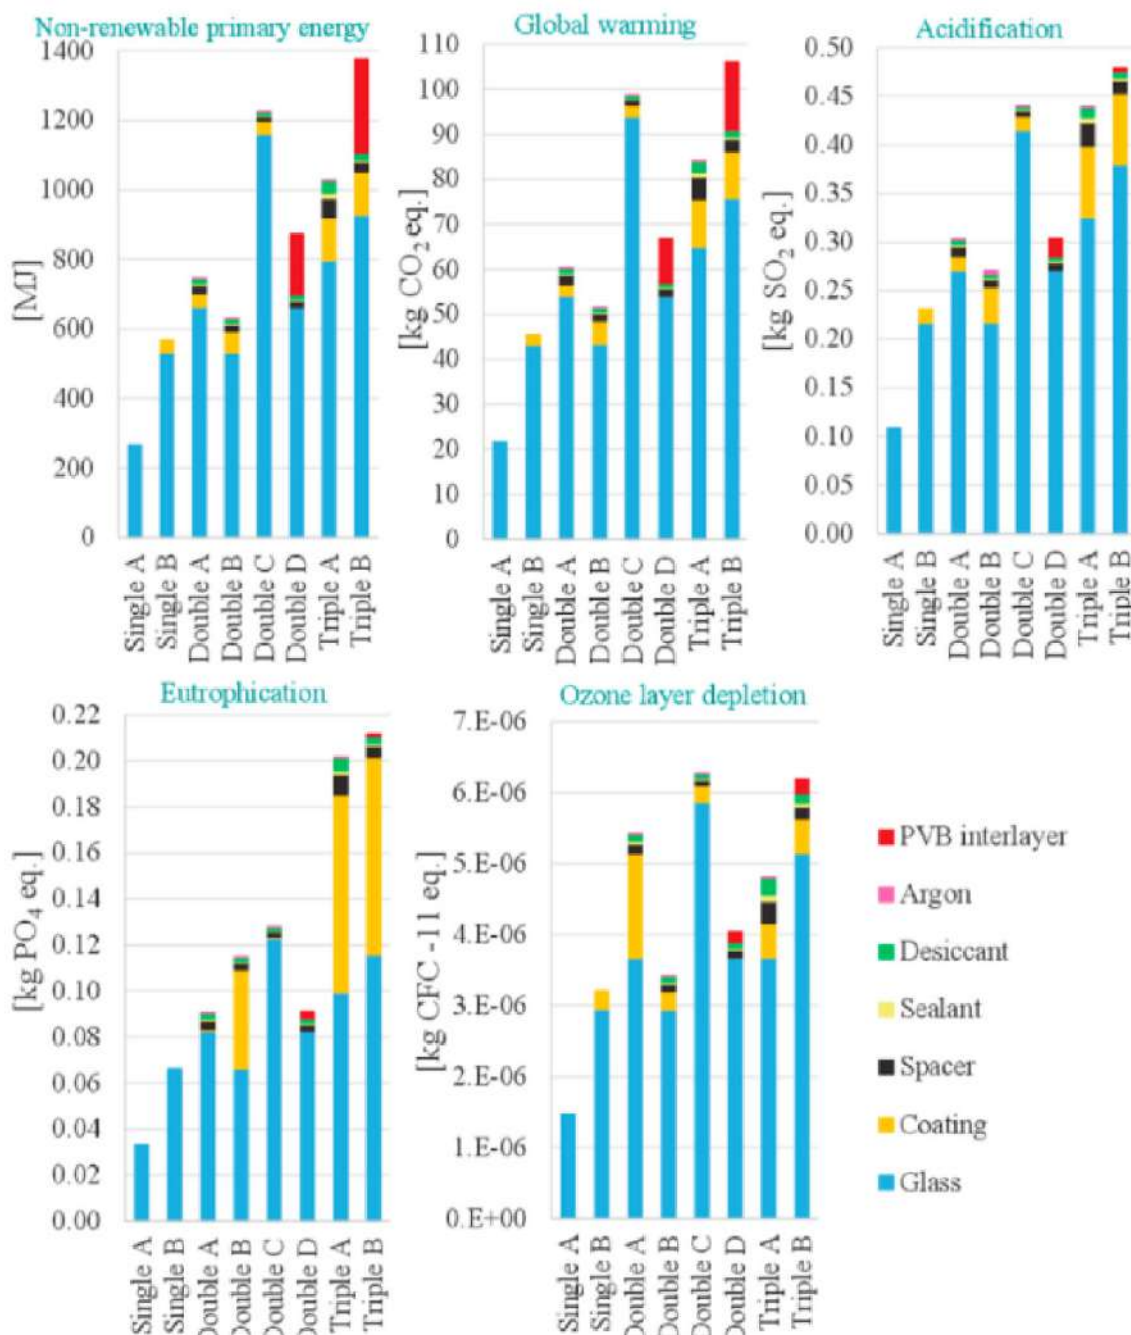 Non-renewable primary energy
[MJ]
1400
1200
1000
800
600
400
200
0
Single A
Single B
Double A
Double B
Double C
Double D
Triple A
Triple B
Global warming
[kg CO2 eq.]
110
100
90
80
70
60
50
40
30
20
10
0
Single A
Single B
Double A
Double B
Double C
Double D
Triple A
Triple B
Acidification
[kg SO2 eq.]
0.50
0.45
0.40
0.35
0.30
0.25
0.20
0.15
0.10
0.05
0.00
Single A
Single B
Double A
Double B
Double C
Double D
Triple A
Triple B
Eutrophication
[kg PO4 eq.]
0.22
0.20
0.18
0.16
0.14
0.12
0.10
0.08
0.06
0.04
0.02
0.00
Single A
Single B
Double A
Double B
Double C
Double D
Triple A
Triple B
Ozone layer depletion
[kg CFC -11 eq.]
7.E-06
6.E-06
5.E-06
4.E-06
3.E-06
2.E-06
1.E-06
0.E+00
Single A
Single B
Double A
Double B
Double C
Double D
Triple A
Triple B
PVB interlayer
Argon
Desiccant
Sealant
Spacer
Coating
Glass